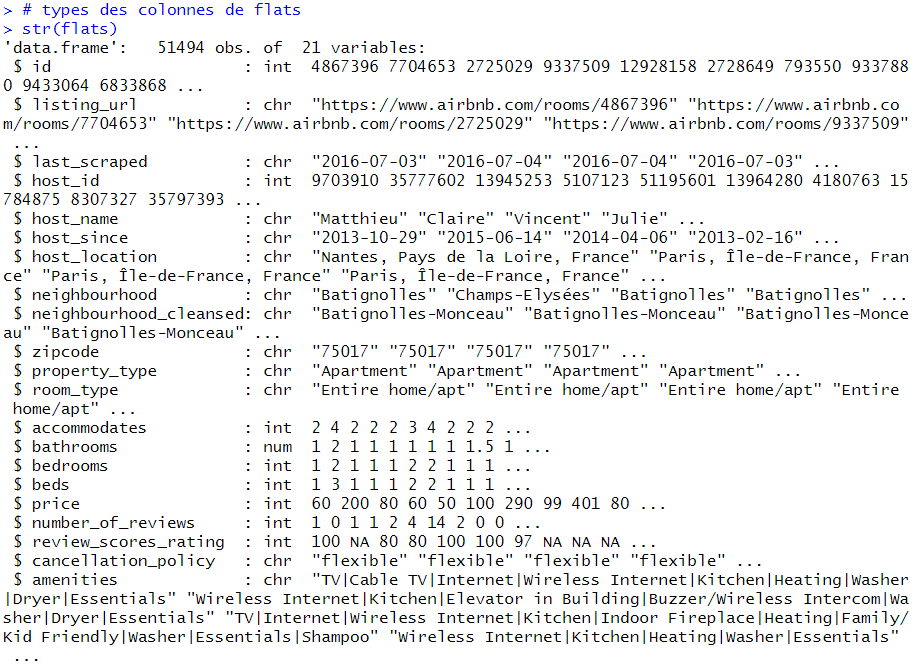 > # types des colonnes de flats
> str(flats)
'data.frame':   51494 obs. of  21 variables:
 $ id                    : int  4867396 7704653 2725029 9337509 12928158 2728649 793550 933788
0 9433064 6833868 ...
 $ listing_url           : chr  "https://www.airbnb.com/rooms/4867396" "https://www.airbnb.co
m/rooms/7704653" "https://www.airbnb.com/rooms/2725029" "https://www.airbnb.com/rooms/9337509"
 ...
 $ last_scraped          : chr  "2016-07-03" "2016-07-04" "2016-07-04" "2016-07-03" ...
 $ host_id               : int  9703910 35777602 13945253 5107123 51195601 13964280 4180763 15
784875 8307327 35797393 ...
 $ host_name             : chr  "Matthieu" "Claire" "Vincent" "Julie" ...
 $ host_since            : chr  "2013-10-29" "2015-06-14" "2014-04-06" "2013-02-16" ...
 $ host_location         : chr  "Nantes, Pays de la Loire, France" "Paris, Île-de-France, Fran
ce" "Paris, Île-de-France, France" "Paris, Île-de-France, France" ...
 $ neighbourhood         : chr  "Batignolles" "Champs-Elysées" "Batignolles" "Batignolles" ...
 $ neighbourhood_cleansed: chr  "Batignolles-Monceau" "Batignolles-Monceau" "Batignolles-Monce
au" "Batignolles-Monceau" ...
 $ zipcode               : chr  "75017" "75017" "75017" "75017" ...
 $ property_type         : chr  "Apartment" "Apartment" "Apartment" "Apartment" ...
 $ room_type             : chr  "Entire home/apt" "Entire home/apt" "Entire home/apt" "Entire
 home/apt" ...
 $ accommodates          : int  2 4 2 2 2 3 4 2 2 2 ...
 $ bathrooms             : num  1 2 1 1 1 1 1 1 1.5 1 ...
 $ bedrooms              : int  1 2 1 1 1 2 2 1 1 1 ...
 $ beds                  : int  1 3 1 1 1 2 2 1 1 1 ...
 $ price                 : int  60 200 80 60 50 100 290 99 401 80 ...
 $ number_of_reviews     : int  1 0 1 1 2 4 14 2 0 0 ...
 $ review_scores_rating  : int  100 NA 80 80 100 100 97 NA NA NA ...
 $ cancellation_policy   : chr  "flexible" "flexible" "flexible" "flexible" ...
 $ amenities             : chr  "TV|Cable TV|Internet|Wireless Internet|Kitchen|Heating|Washer
|Dryer|Essentials" "Wireless Internet|Kitchen|Elevator in Building|Buzzer/Wireless Intercom|Wa
sher|Dryer|Essentials" "TV|Internet|Wireless Internet|Kitchen|Indoor Fireplace|Heating|Family/
Kid Friendly|Washer|Essentials|Shampoo" "Wireless Internet|Kitchen|Heating|Washer|Essentials"
 ...